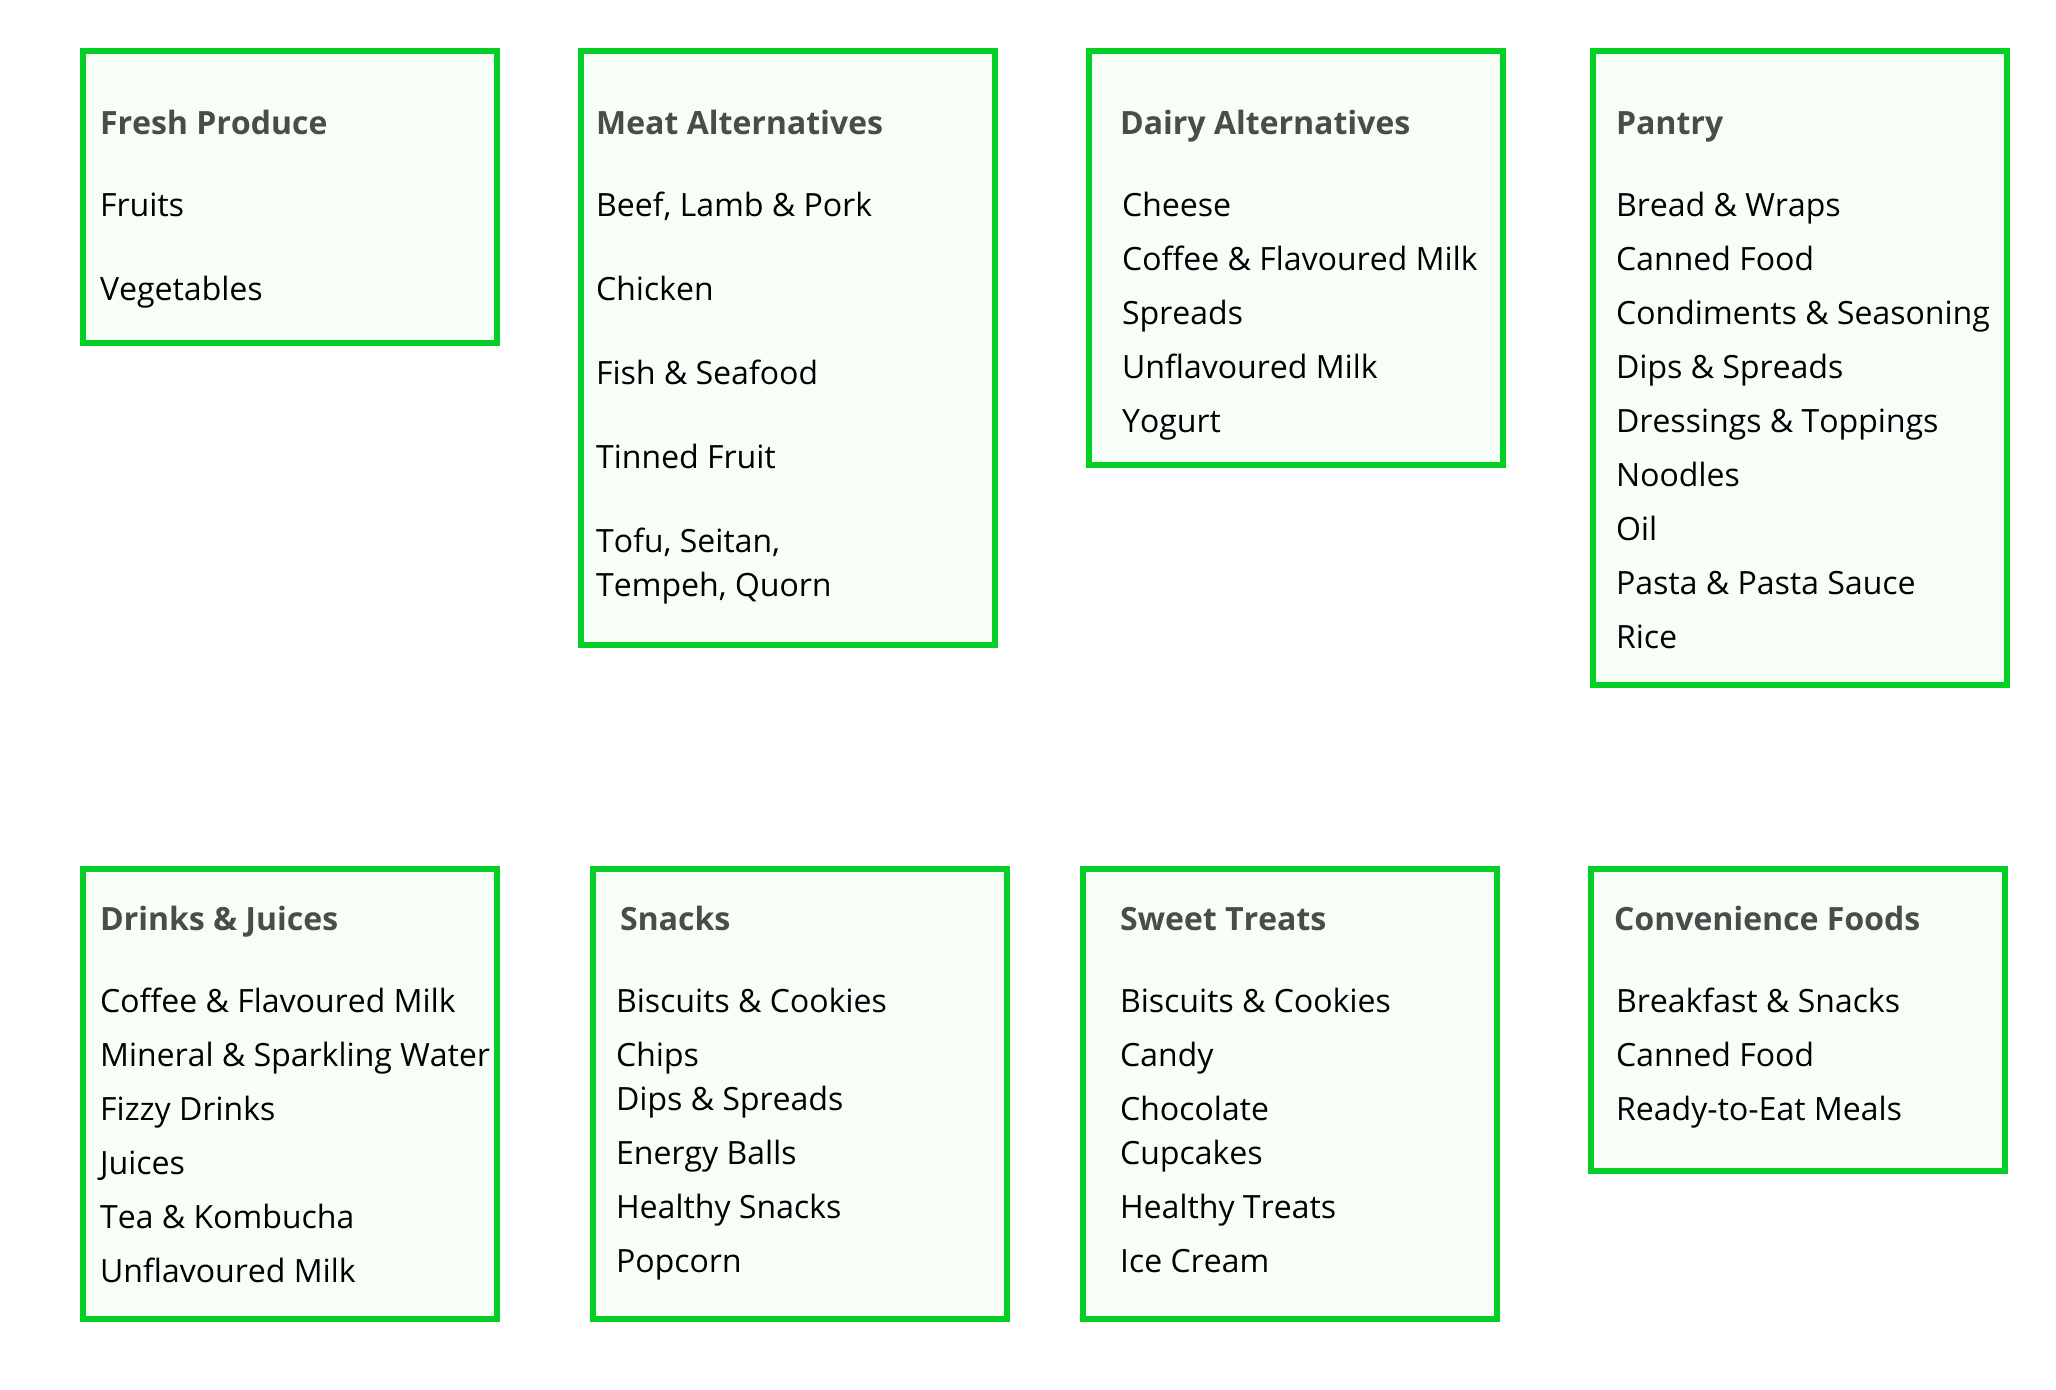 Fresh Produce
Fruits
Vegetables
Meat Alternatives
Beef, Lamb & Pork
Chicken
Fish & Seafood
Tinned Fruit
Tofu, Seitan,
Tempeh, Quorn
Dairy Alternatives
Cheese
Coffee & Flavoured Milk
Spreads
Unflavoured Milk
Yogurt
Pantry
Bread & Wraps
Canned Food
Condiments & Seasoning
Dips & Spreads
Dressings & Toppings
Noodles
Oil
Pasta & Pasta Sauce
Rice
Drinks & Juices
Coffee & Flavoured Milk
Mineral & Sparkling Water
Fizzy Drinks
Juices
Tea & Kombucha
Unflavoured Milk
Snacks
Biscuits & Cookies
Chips
Dips & Spreads
Energy Balls
Healthy Snacks
Popcorn
Sweet Treats
Biscuits & Cookies
Candy
Chocolate
Cupcakes
Healthy Treats
Ice Cream
Convenience Foods
Breakfast & Snacks
Canned Food
Ready-to-Eat Meals